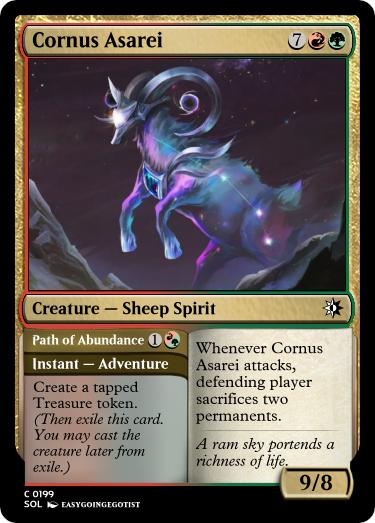 Cornus Asarei 7
Creature — Sheep Spirit
Path of Abundance 1
Instant — Adventure
Create a tapped
Treasure token.
(Then exile this card.
You may cast the
creature later from
exile.)
Whenever Cornus
Asarei attacks,
defending player
sacrifices two
permanents.
A ram sky portends a
richness of life.
9/8
C 0199
SOL EASYGOINGEGOTIST